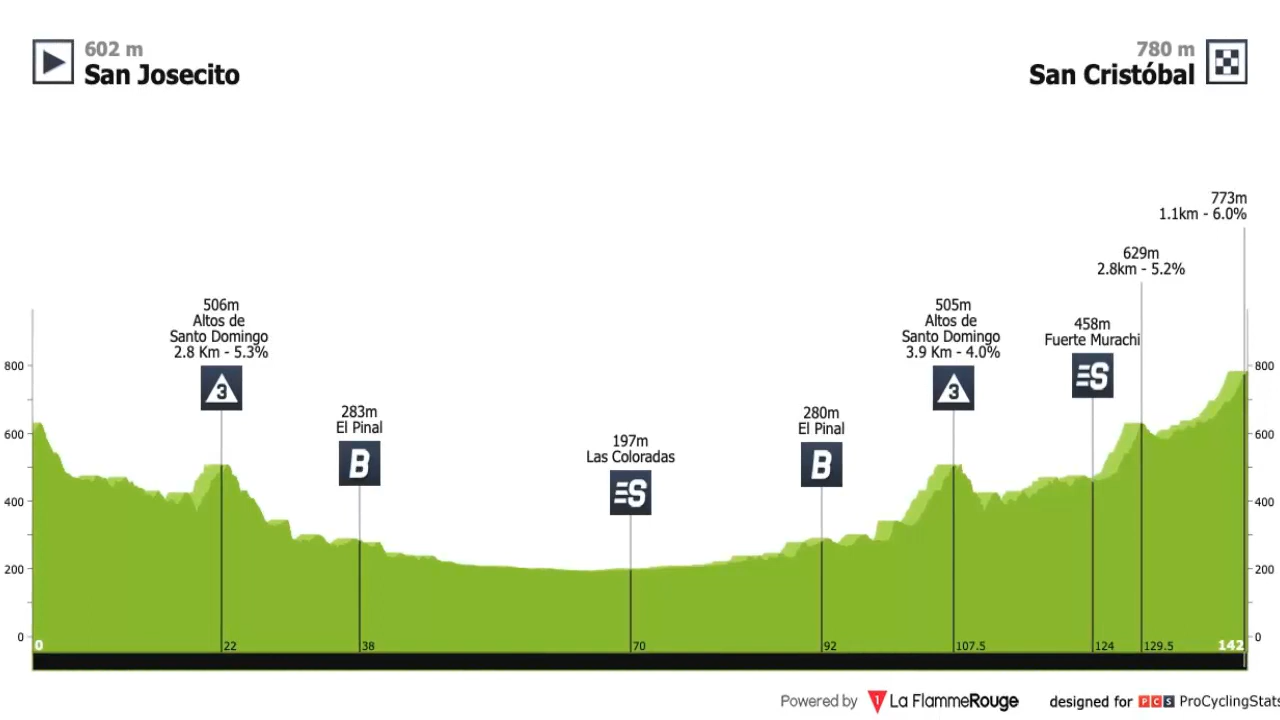 602 m
San Josecito
780 m
San Cristóbal
773m
1.1km - 6.0%
629m
2.8km - 5.2%
506m
Altos de
Santo Domingo
2.8 Km - 5.3%
3
505m
Altos de
Santo Domingo
3.9 Km - 4.0%
3
458m
Fuerte Murachi
S
283m
El Pinal
B
280m
El Pinal
B
197m
Las Coloradas
S
800
600
400
200
0
800
600
400
200
0
0
22
38
70
92
107.5
124
129.5
142
Powered by 1 La FlammeRouge designed for PCS ProCyclingStats